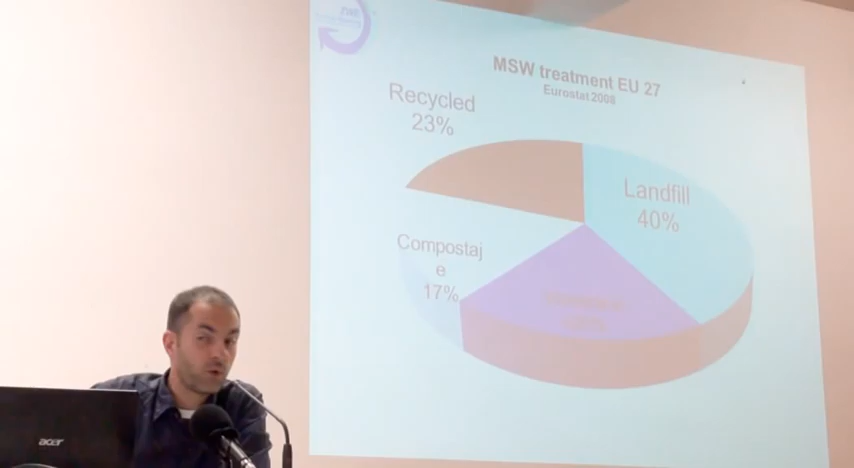 MSW treatment EU 27
Eurostat 2008
Recycled
23%
Landfill
40%
Compostaj
e
17%
acer